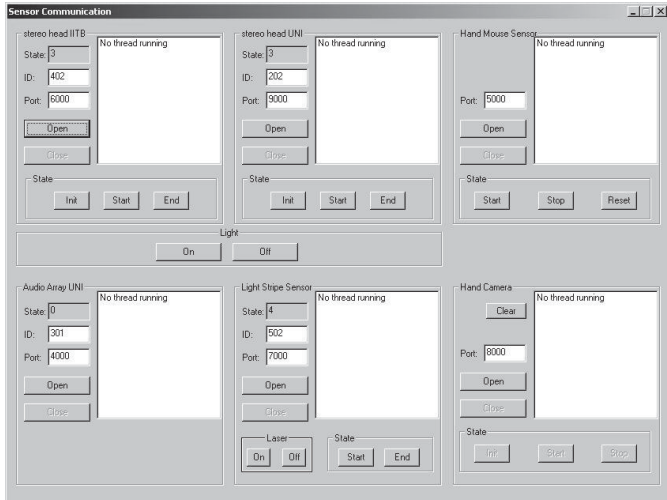 Sensor Communication
stereo head IITB
State: 3
ID: 402
Port: 6000
Open
Close
No thread running
State
Init Start End
stereo head UNI
State: 3
ID: 202
Port: 9000
Open
Close
No thread running
State
Init Start End
Hand Mouse Sensor
Port: 5000
Open
Close
No thread running
State
Start Stop Reset
Light
On Off
Audio Array UNI
State: 0
ID: 301
Port: 4000
Open
Close
No thread running
Light Stripe Sensor
State: 4
ID: 502
Port: 7000
Open
Close
No thread running
Laser
On Off
State
Start End
Hand Camera
Clear
Port: 8000
Open
Close
No thread running
State
Init Start Stop